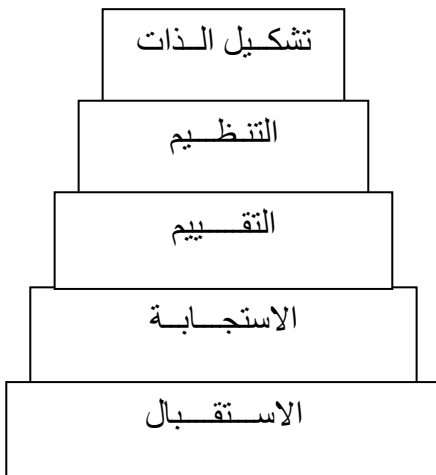 تشكيل الذات
التنظيم
التقييم
الاستجابة
الاستقبال